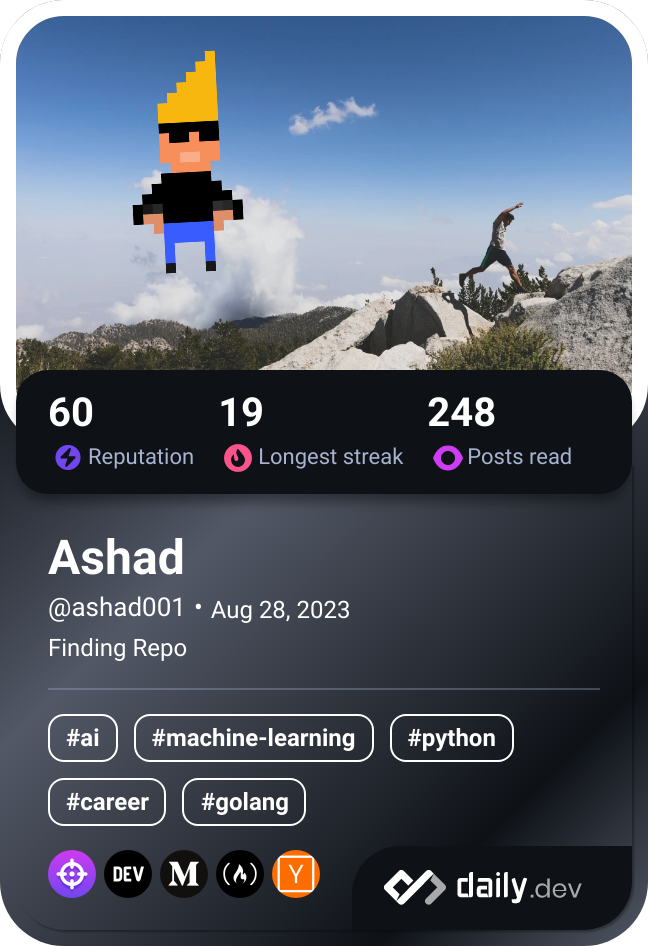 60 19 248
Reputation Longest streak Posts read
Ashad
@ashad001 • Aug 28, 2023
Finding Repo
#ai #machine-learning #python
#career #golang
DEV M Y daily.dev